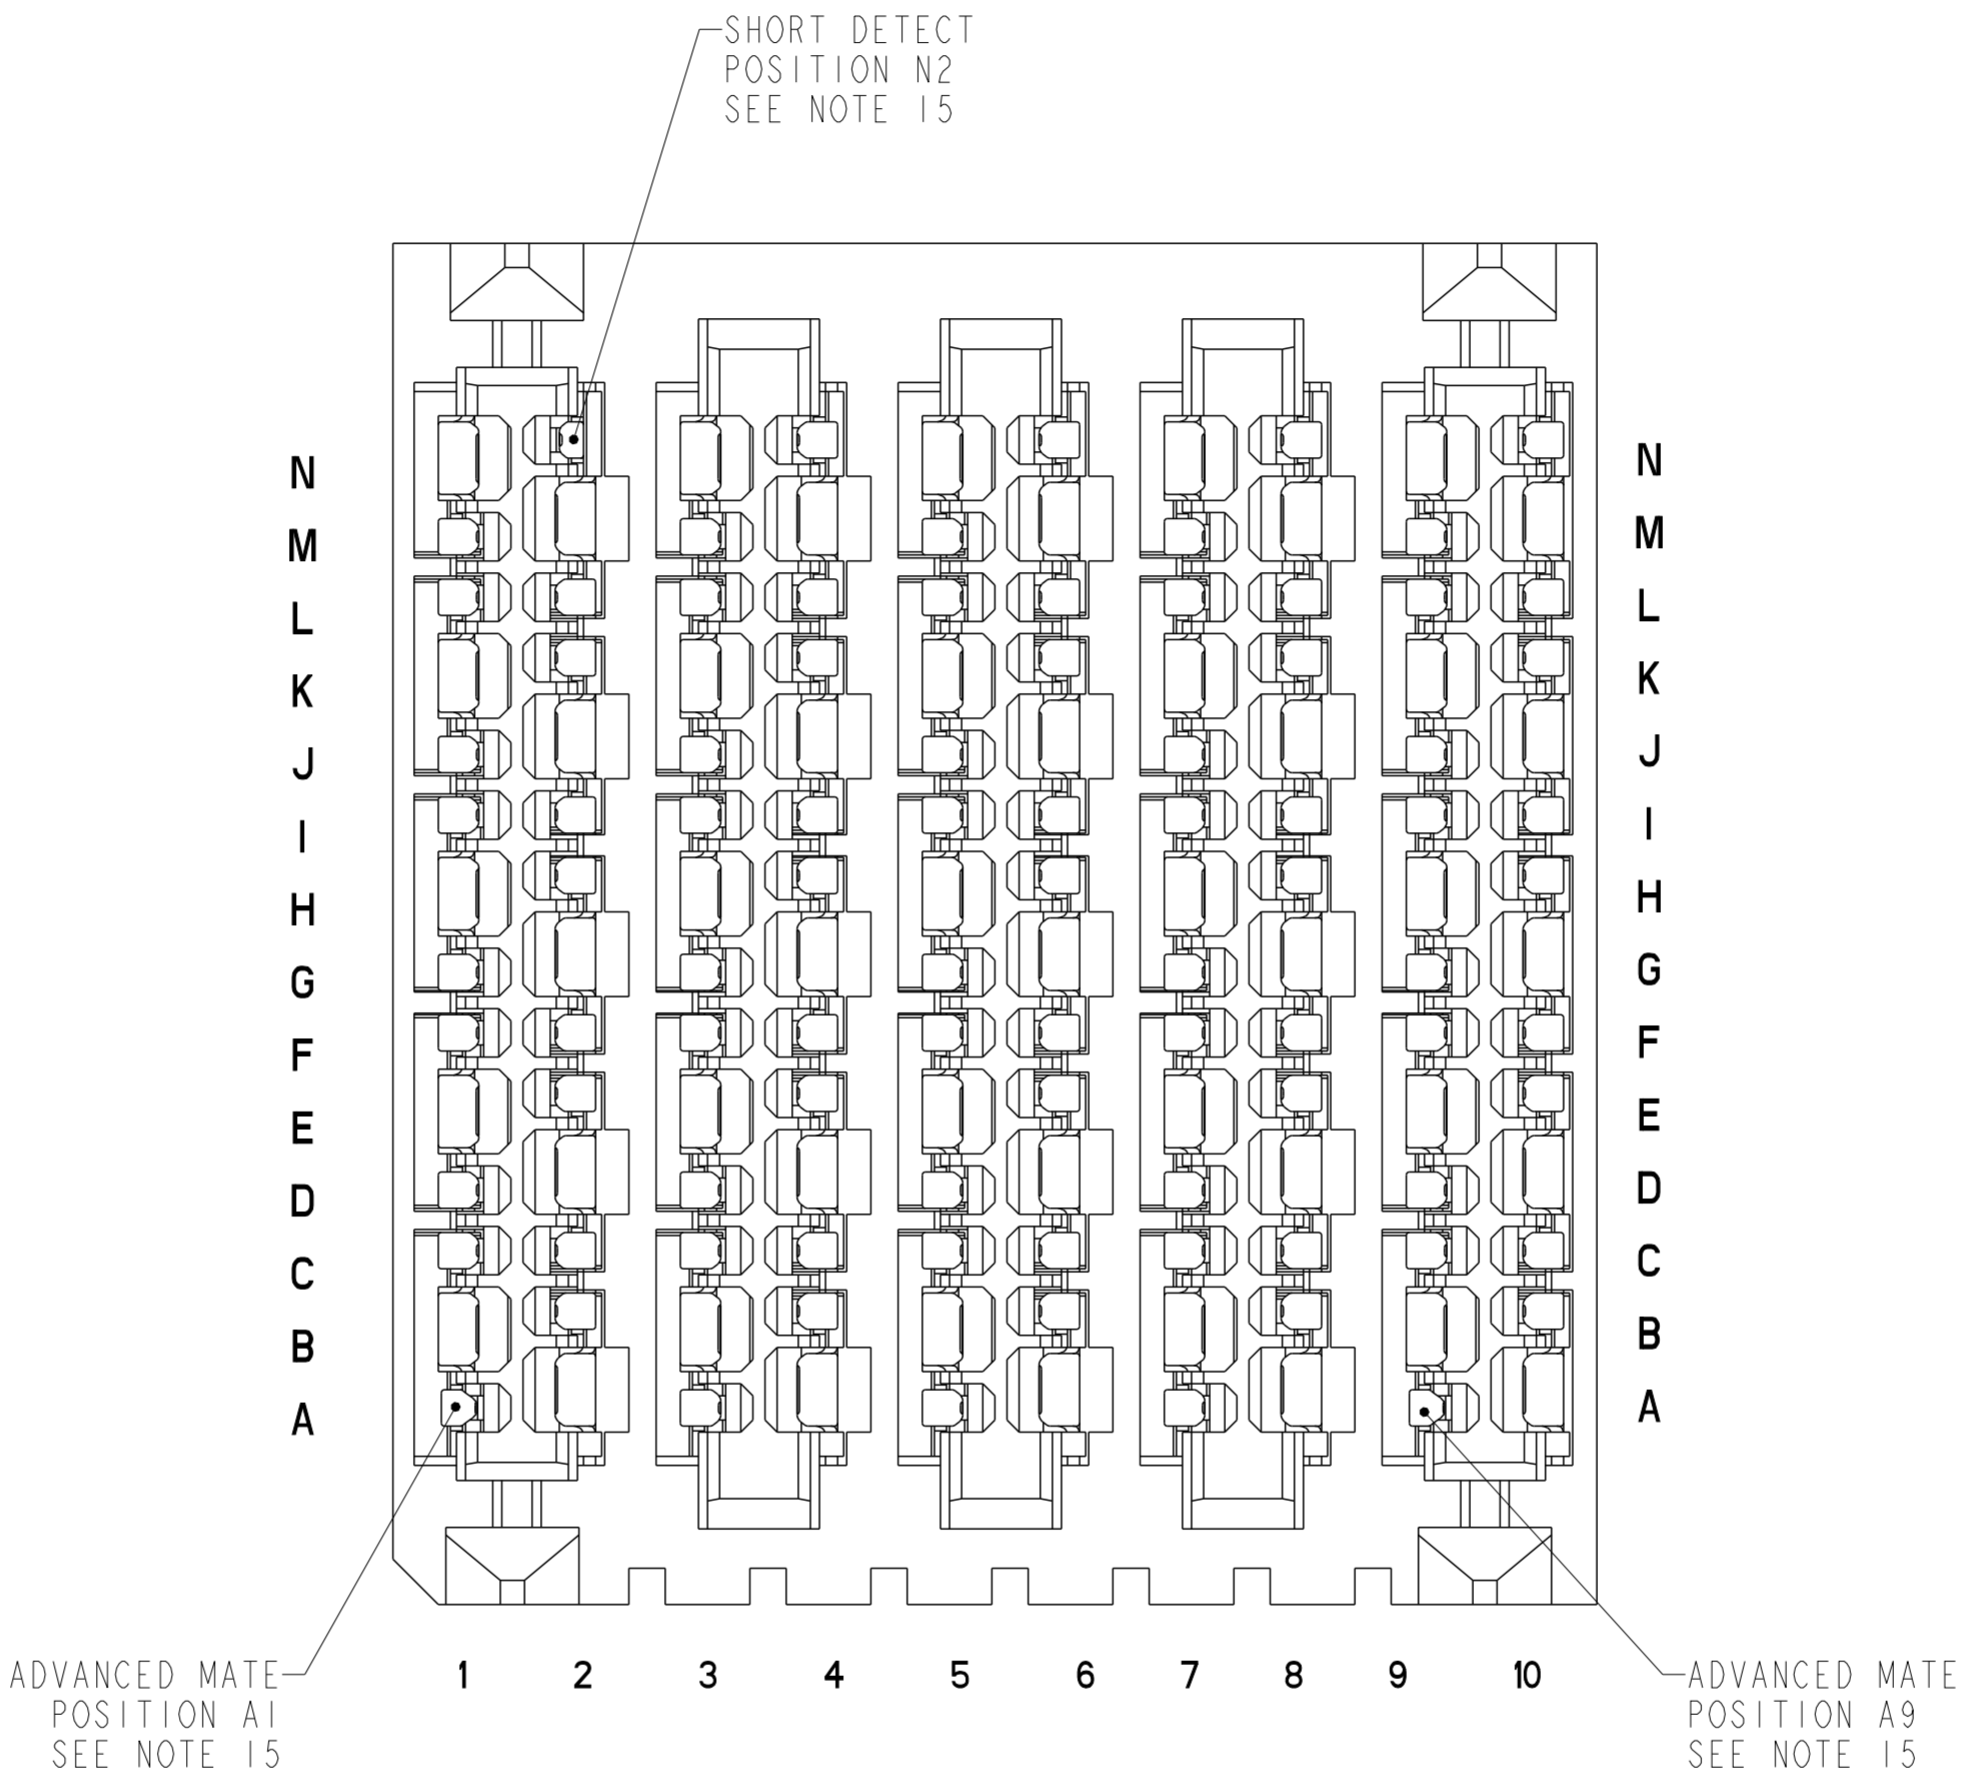 SHORT DETECT
POSITION N2
SEE NOTE 15
N
M
L
K
J
I
H
G
F
E
D
C
B
A
N
M
L
K
J
I
H
G
F
E
D
C
B
A
1 2 3 4 5 6 7 8 9 10
ADVANCED MATE
POSITION A1
SEE NOTE 15
ADVANCED MATE
POSITION A9
SEE NOTE 15